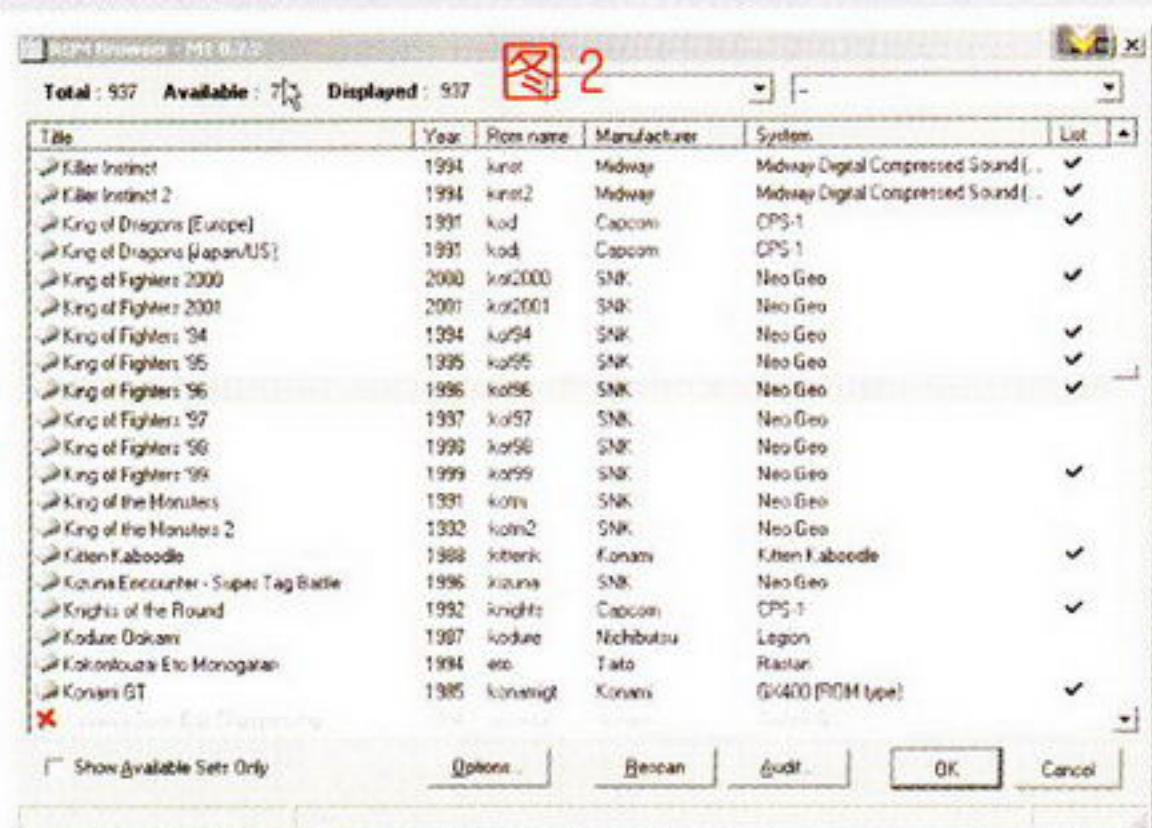 ROM Browser - M1 0.7.
图 2
Total : 937 Available : 7 Displayed : 937
--
Title Year Rom name Manufacturer System List
Killer Instinct 1994 kinst Midway Midway Digital Compressed Sound (...
Killer Instinct 2 1994 kinst2 Midway Midway Digital Compressed Sound (...
King of Dragons (Europe) 1991 kod Capcom CPS-1
King of Dragons (Japan/US) 1991 kodj Capcom CPS-1
King of Fighters 2000 2000 kof2000 SNK Neo Geo
King of Fighters 2001 2001 kof2001 SNK Neo Geo
King of Fighters '94 1994 kof94 SNK Neo Geo
King of Fighters '95 1995 kof95 SNK Neo Geo
King of Fighters '96 1996 kof96 SNK Neo Geo
King of Fighters '97 1997 kof97 SNK Neo Geo
King of Fighters '98 1998 kof98 SNK Neo Geo
King of Fighters '99 1999 kof99 SNK Neo Geo
King of the Monsters 1991 kotm SNK Neo Geo
King of the Monsters 2 1992 kotm2 SNK Neo Geo
Kitten Kaboodle 1988 kittenk Konami Kitten Kaboodle
Kizuna Encounter - Super Tag Battle 1996 kizuna SNK Neo Geo
Knights of the Round 1992 knights Capcom CPS-1
Kodure Ookami 1987 kodure Nichibutsu Legion
Kokontouzai Eto Monogatari 1994 eto Taito Rastan
Konami GT 1985 konamigt Konami GX400 (ROM type)
Show Available Sets Only Options... Rescan Audit... OK Cancel